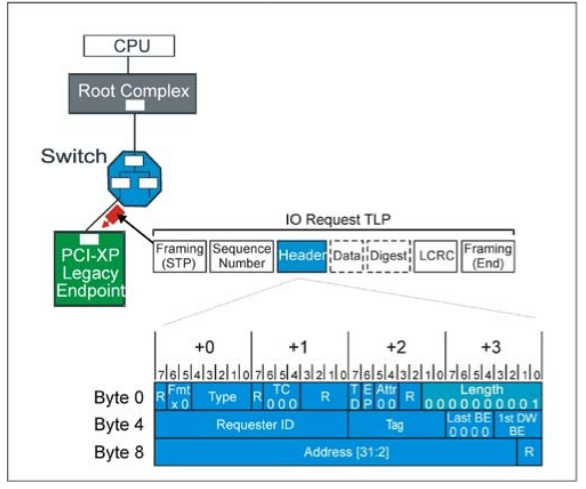 CPU
Root Complex
Switch
PCI-XP
Legacy
Endpoint
IO Request TLP
Framing
(STP)
Sequence
Number
Header
Data
Digest
LCRC
Framing
(End)
+0 +1 +2 +3
7 6 5 4 3 2 1 0 7 6 5 4 3 2 1 0 7 6 5 4 3 2 1 0 7 6 5 4 3 2 1 0
Byte 0 R Fmt x 0 Type R TC 0 0 0 R T D E P Attr 0 0 R Length 0 0 0 0 0 0 0 0 0 1
Byte 4 Requester ID Tag Last BE 0 0 0 0 1st DW BE
Byte 8 Address [31:2] R